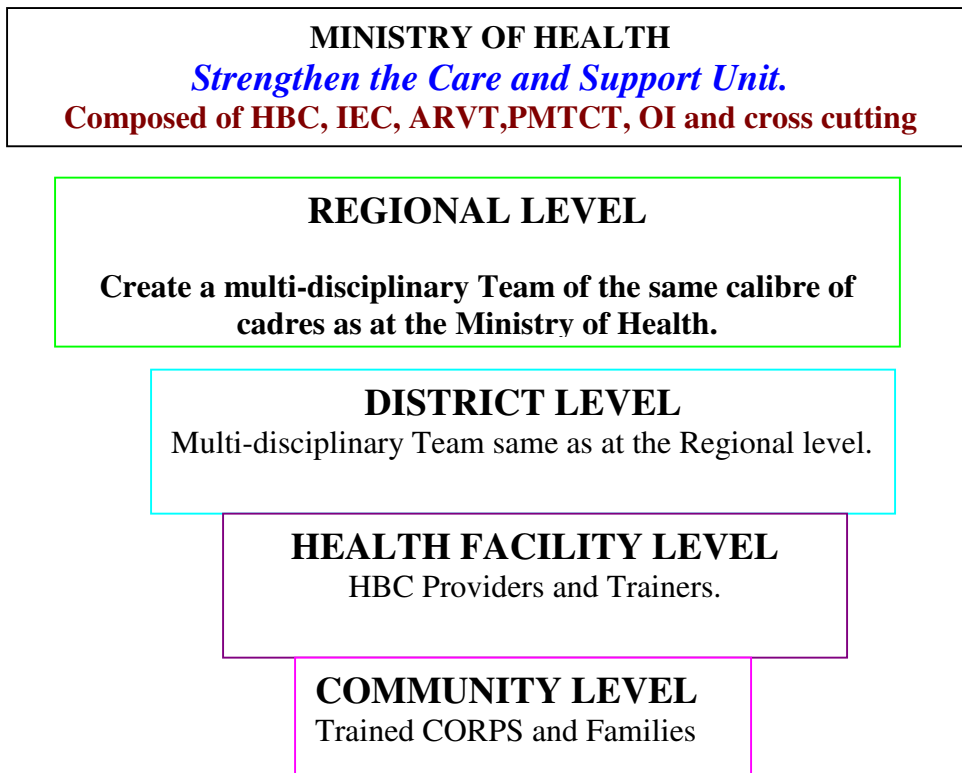 MINISTRY OF HEALTH
Strengthen the Care and Support Unit.
Composed of HBC, IEC, ARVT,PMTCT, OI and cross cutting
REGIONAL LEVEL
Create a multi-disciplinary Team of the same calibre of
cadres as at the Ministry of Health.
DISTRICT LEVEL
Multi-disciplinary Team same as at the Regional level.
HEALTH FACILITY LEVEL
HBC Providers and Trainers.
COMMUNITY LEVEL
Trained CORPS and Families